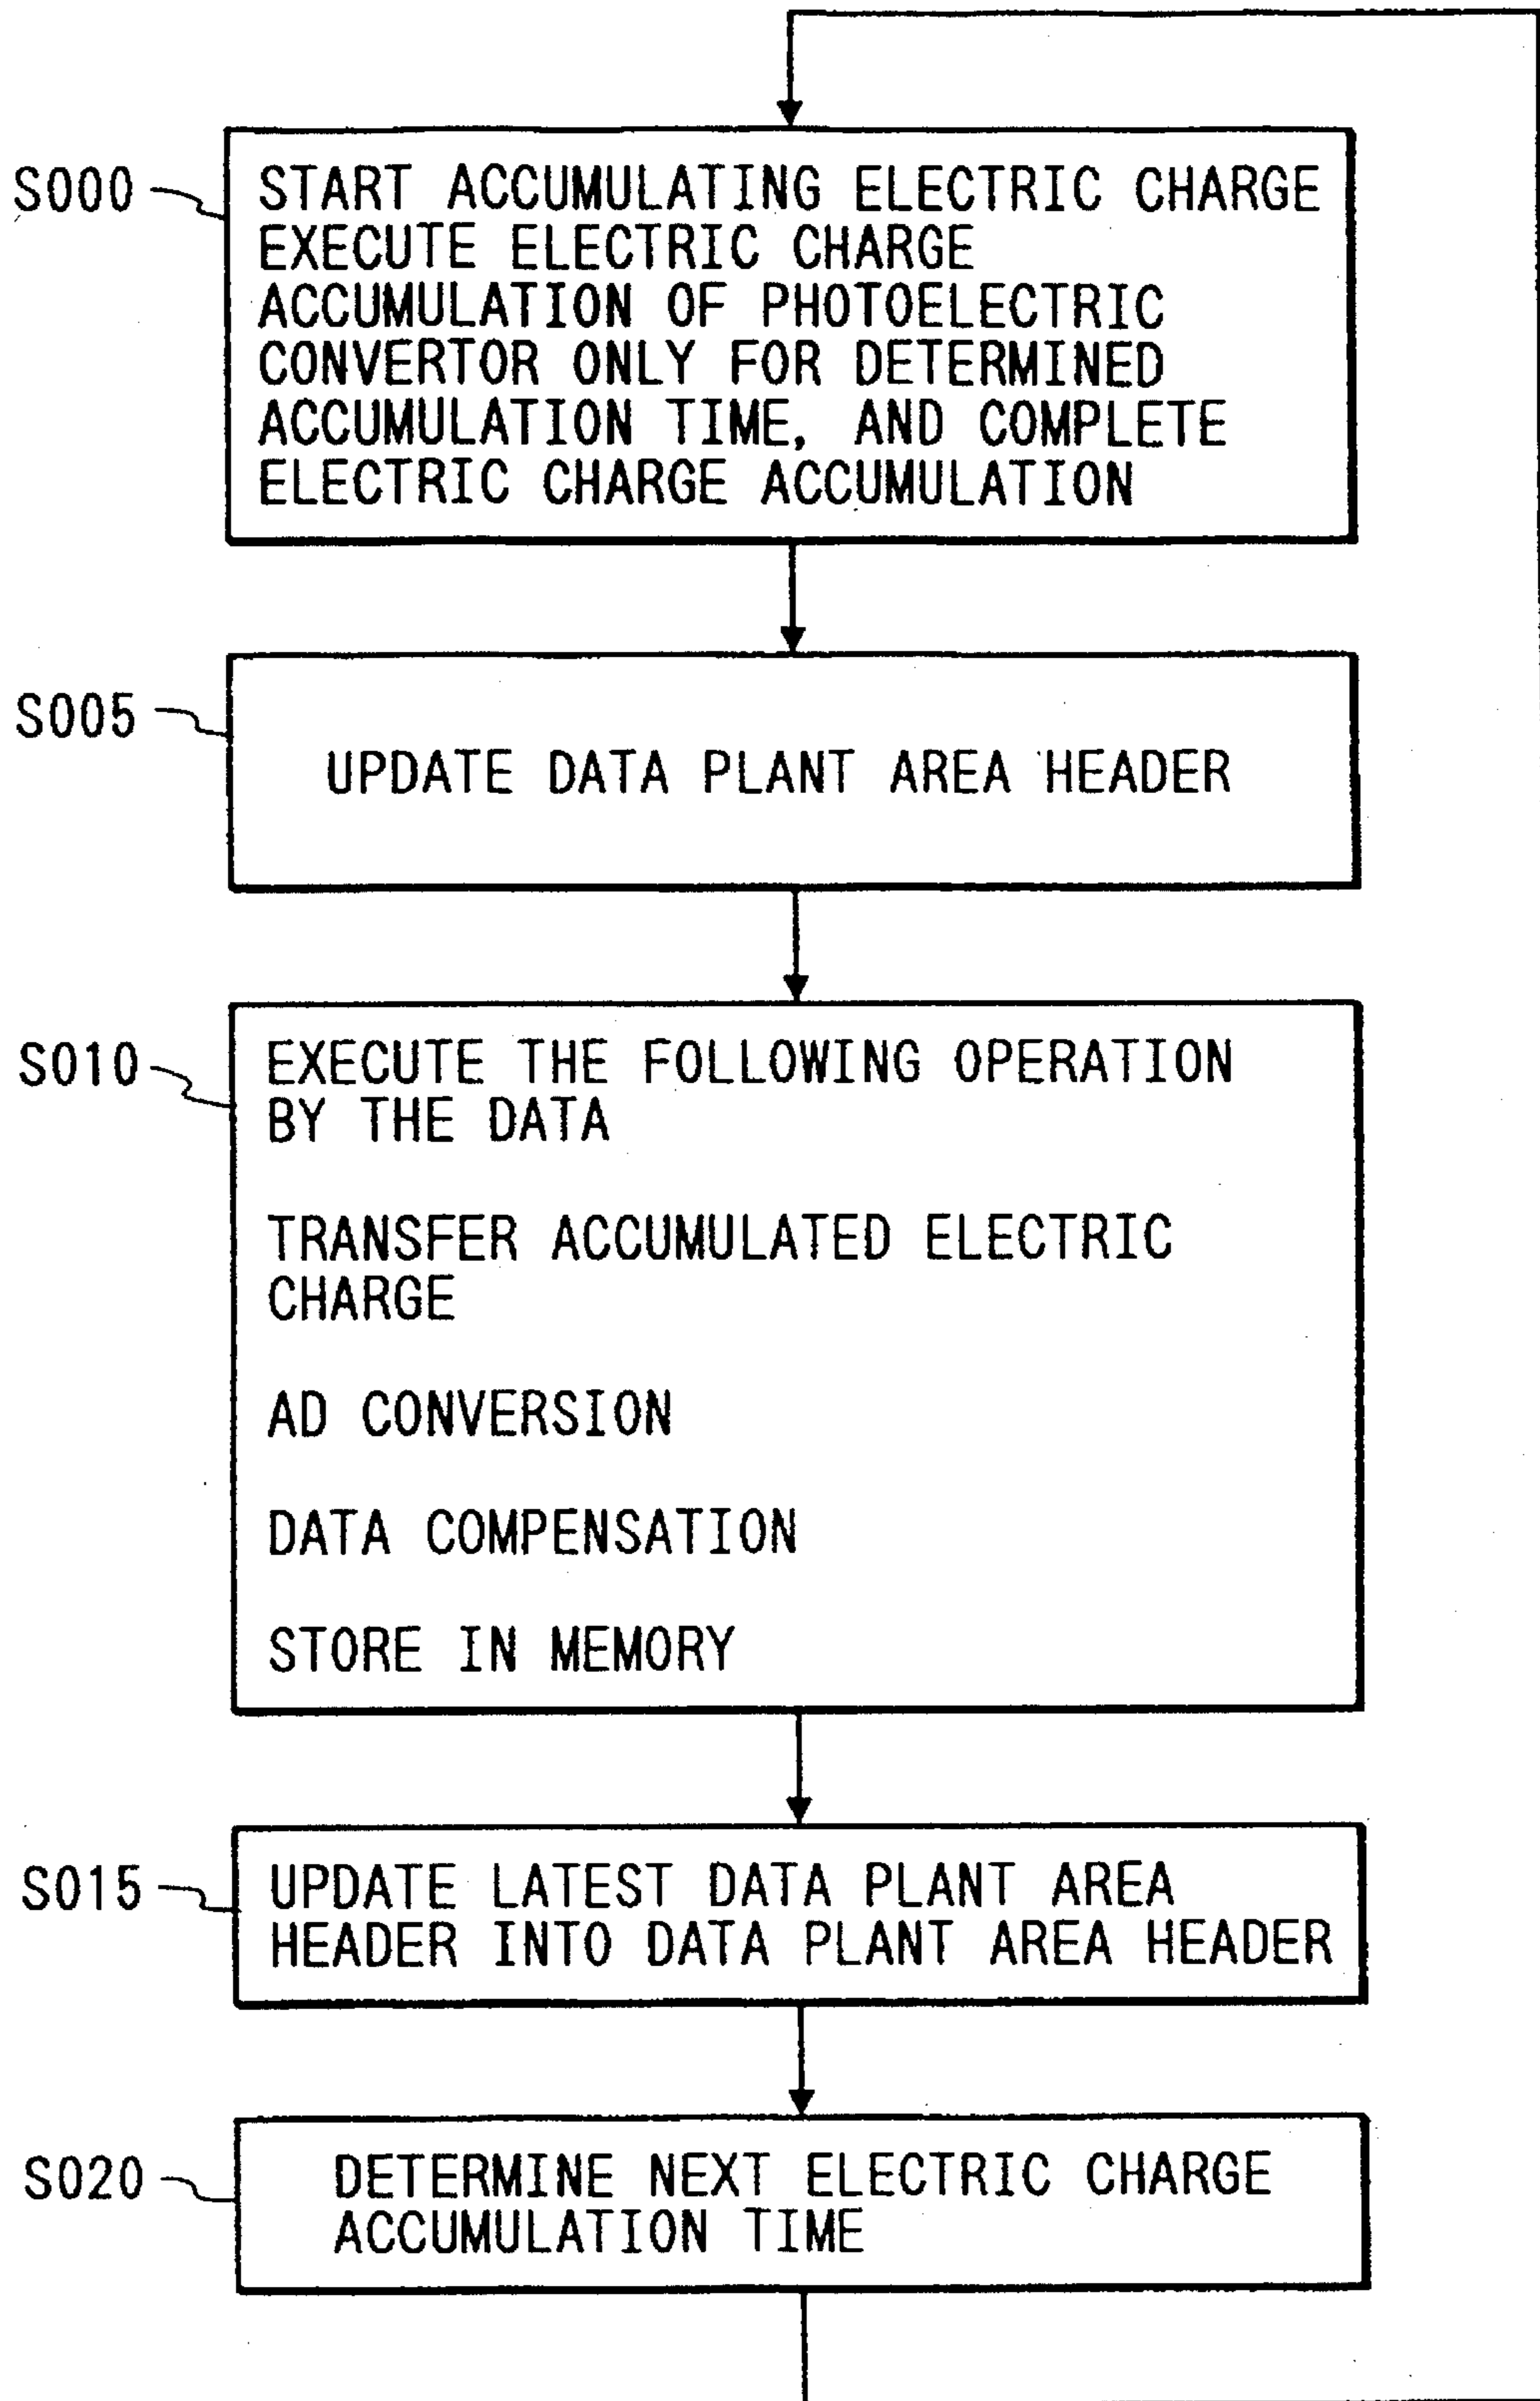 S000
START ACCUMULATING ELECTRIC CHARGE
EXECUTE ELECTRIC CHARGE
ACCUMULATION OF PHOTOELECTRIC
CONVERTOR ONLY FOR DETERMINED
ACCUMULATION TIME, AND COMPLETE
ELECTRIC CHARGE ACCUMULATION
S005
UPDATE DATA PLANT AREA HEADER
S010
EXECUTE THE FOLLOWING OPERATION
BY THE DATA
TRANSFER ACCUMULATED ELECTRIC
CHARGE
AD CONVERSION
DATA COMPENSATION
STORE IN MEMORY
S015
UPDATE LATEST DATA PLANT AREA
HEADER INTO DATA PLANT AREA HEADER
S020
DETERMINE NEXT ELECTRIC CHARGE
ACCUMULATION TIME